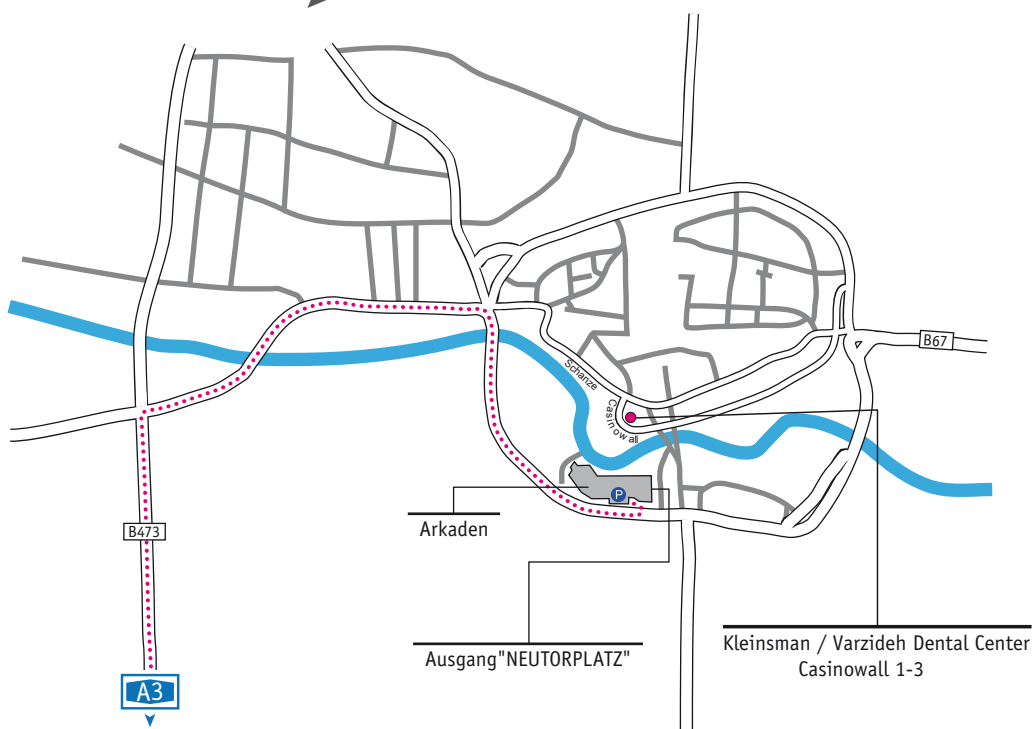 B67
Schanze
Casinowall
P
B473
Arkaden
Ausgang"NEUTORPLATZ"
Kleinsman / Varzideh Dental Center
Casinowall 1-3
A3